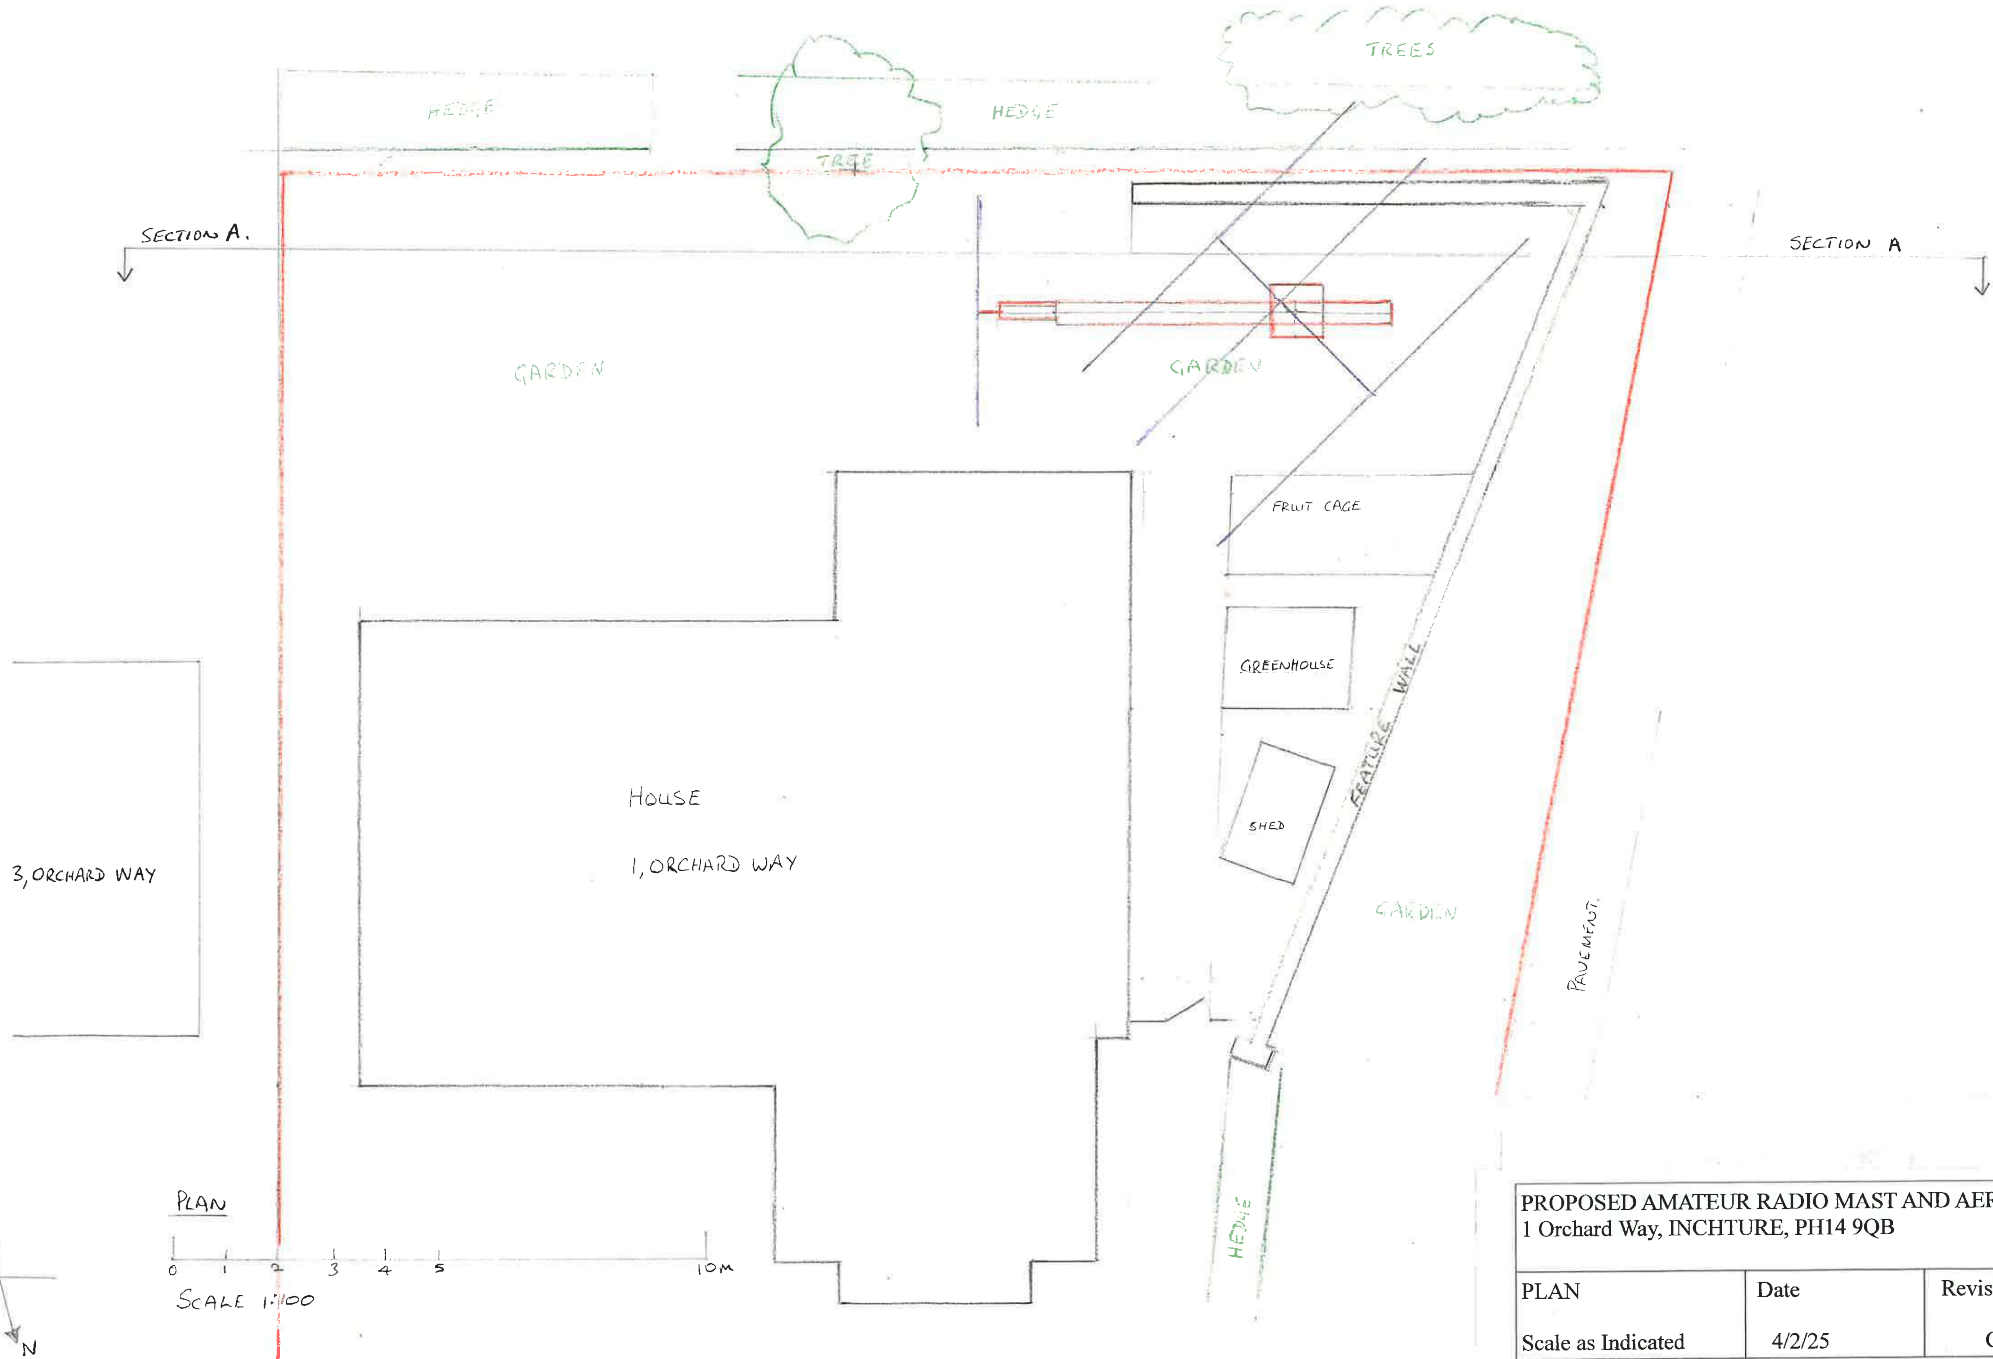 TREES
HEDGE
HEDGE
TREE
SECTION A.
SECTION A
GARDEN
GARDEN
FRUIT CAGE
GREENHOUSE
FEATURE WALL
HOUSE
1, ORCHARD WAY
SHED
3, ORCHARD WAY
GARDEN
PAVEMENT.
HEDGE
PLAN
0 1 2 3 4 5 10M
SCALE 1:100
N
PROPOSED AMATEUR RADIO MAST AND AER
1 Orchard Way, INCHTURE, PH14 9QB
PLAN
Date
Revis
Scale as Indicated
4/2/25